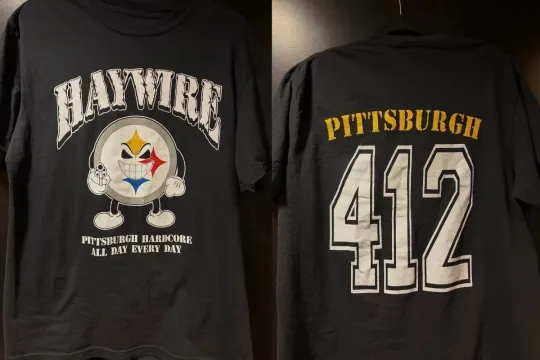 HAYWIRE
PITTSBURGH HARDCORE
ALL DAY EVERY DAY
PITTSBURGH
412